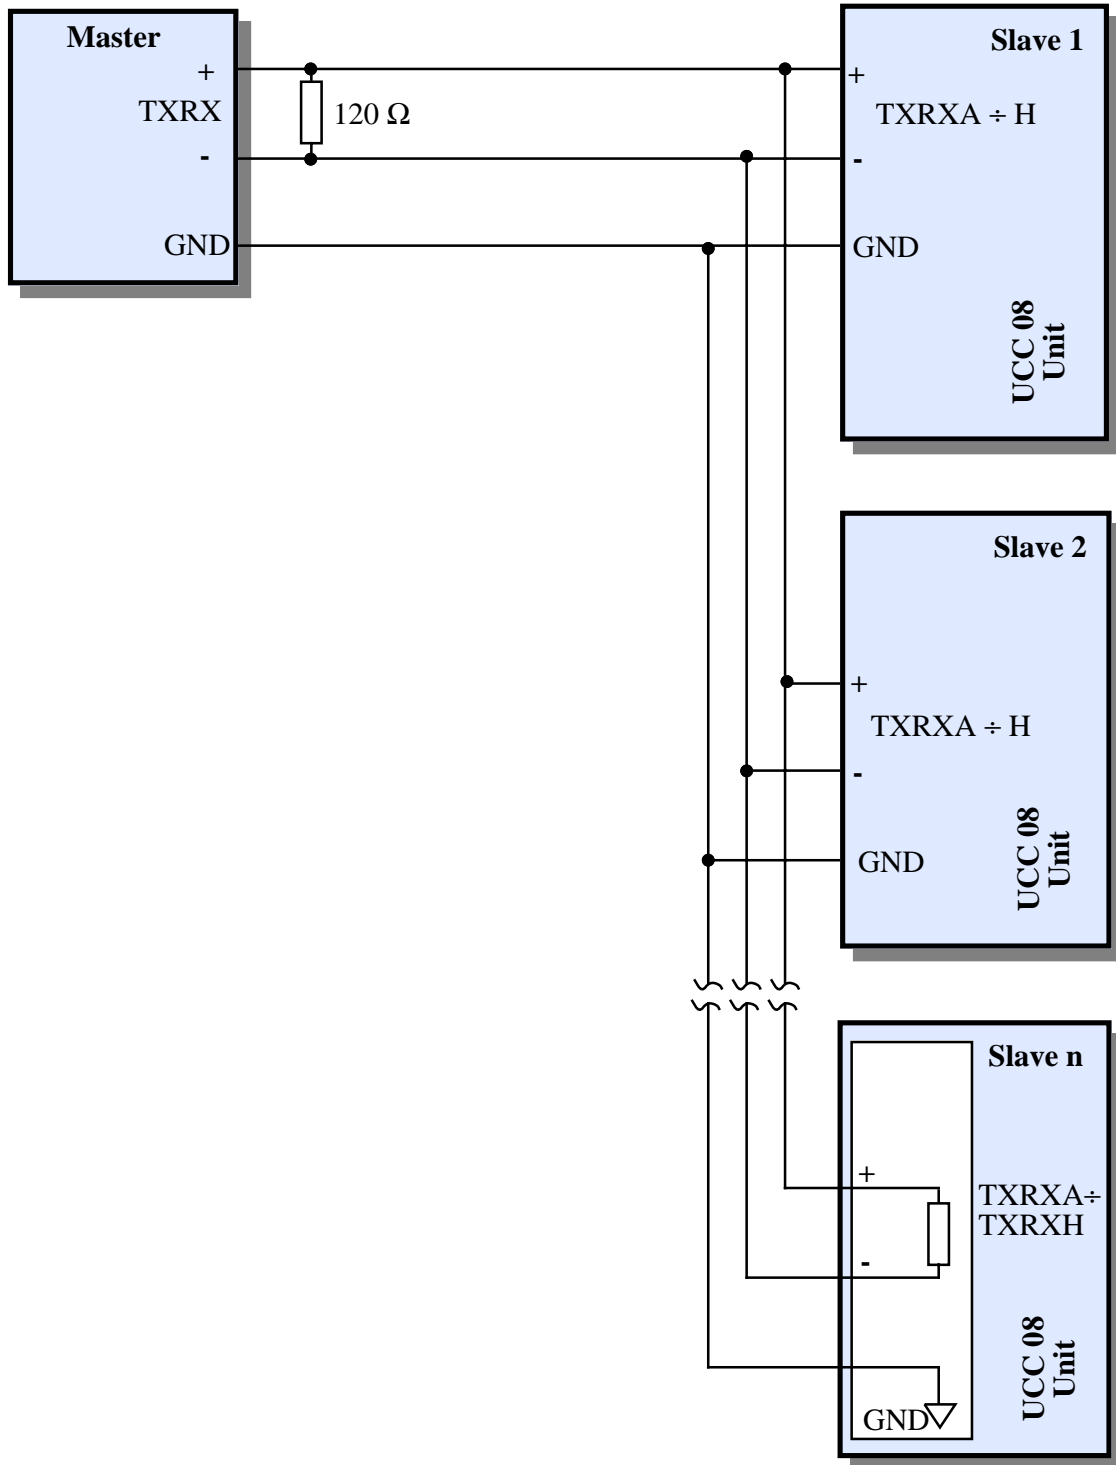 Master
+
TXRX
-
GND
120 Ω
Slave 1
+
TXRXA ÷ H
-
GND
UCC 08
Unit
Slave 2
+
TXRXA ÷ H
-
GND
UCC 08
Unit
Slave n
+
TXRXA÷
TXRXH
-
UCC 08
Unit
GND